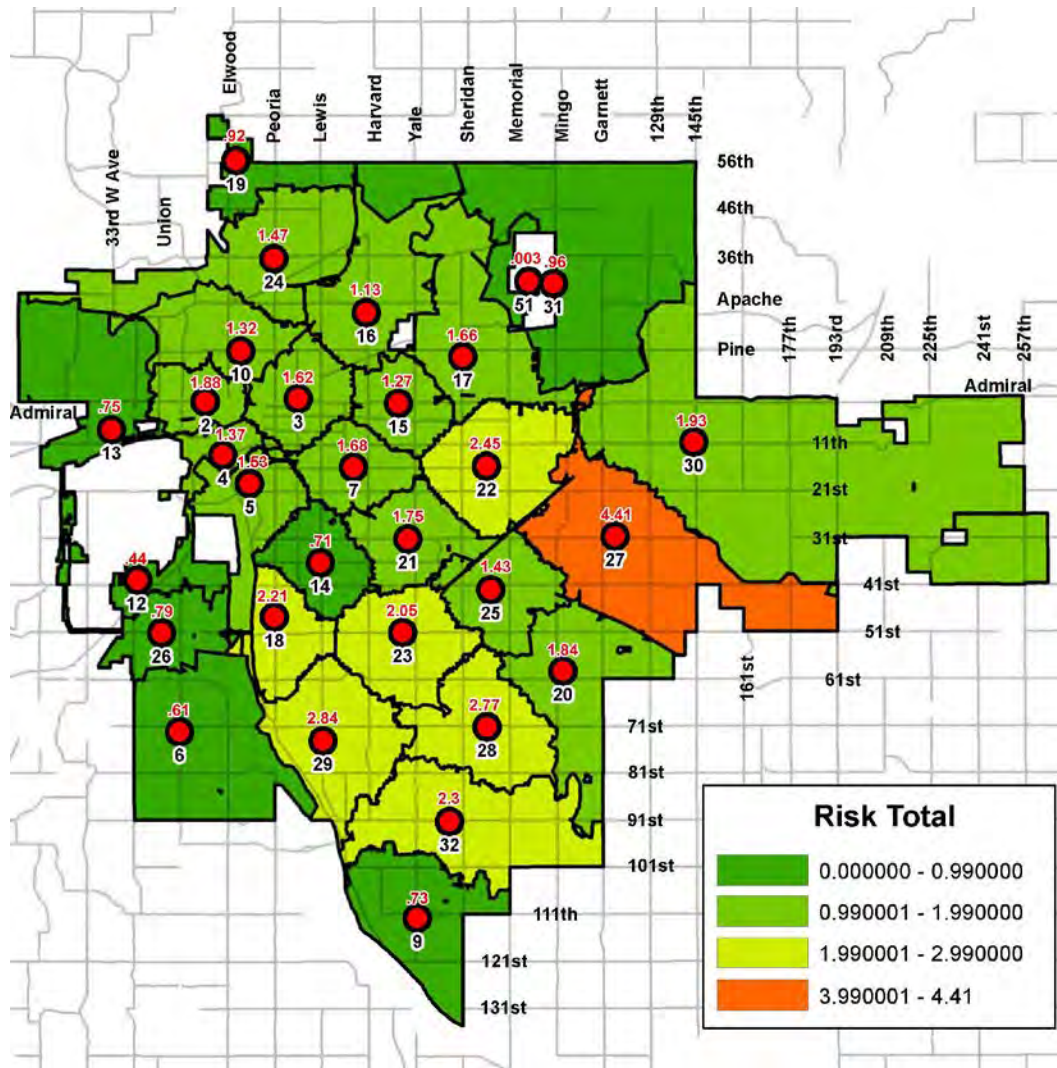 Elwood
Peoria
Lewis
Harvard
Yale
Sheridan
Memorial
Mingo
Garnett
129th
145th
33rd W Ave
Union
56th
46th
36th
Apache
Pine
177th
193rd
209th
225th
241st
257th
Admiral
Admiral
11th
21st
31st
41st
51st
161st
61st
71st
81st
91st
101st
111th
121st
131st
.92
19
1.47
24
1.13
16
.003
51
.96
31
1.32
10
1.66
17
1.88
2
1.62
3
1.27
15
.75
13
1.37
4
1.53
5
1.68
7
2.45
22
1.93
30
4.41
27
1.75
21
.71
14
1.43
25
.44
12
.79
26
2.21
18
2.05
23
1.84
20
.61
6
2.84
29
2.77
28
2.3
32
.73
9
Risk Total
0.000000 - 0.990000
0.990001 - 1.990000
1.990001 - 2.990000
3.990001 - 4.41